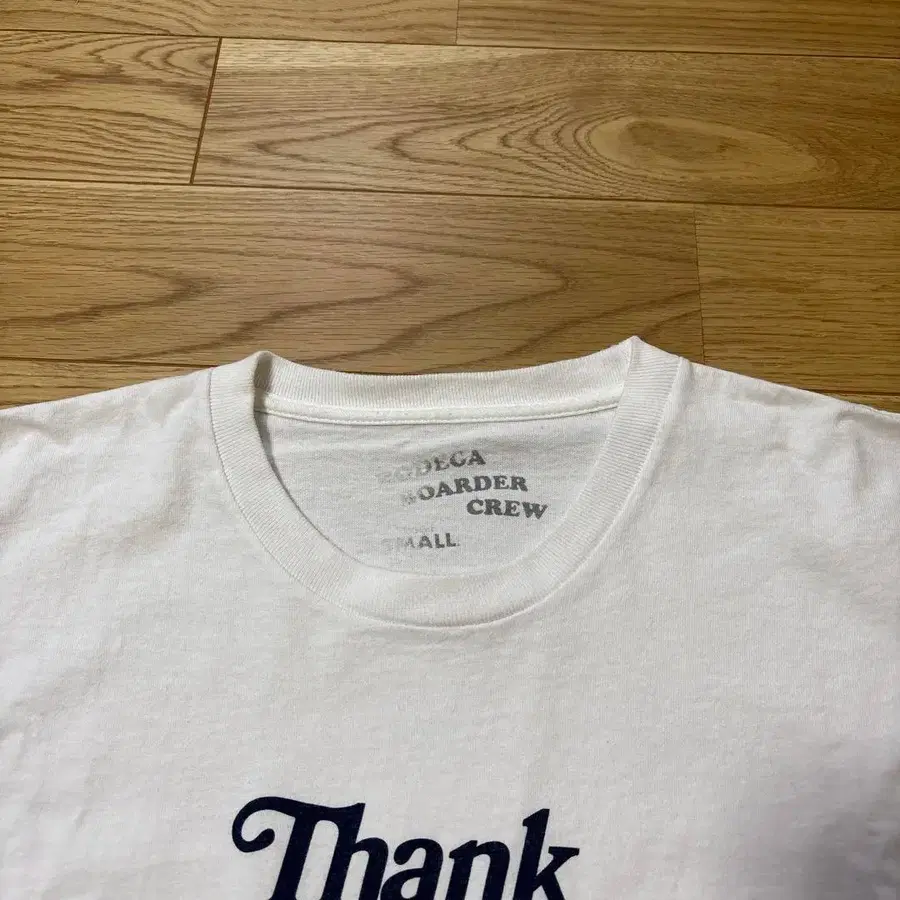 BODEGA
BOARDER
CREW
SMALL
Thank